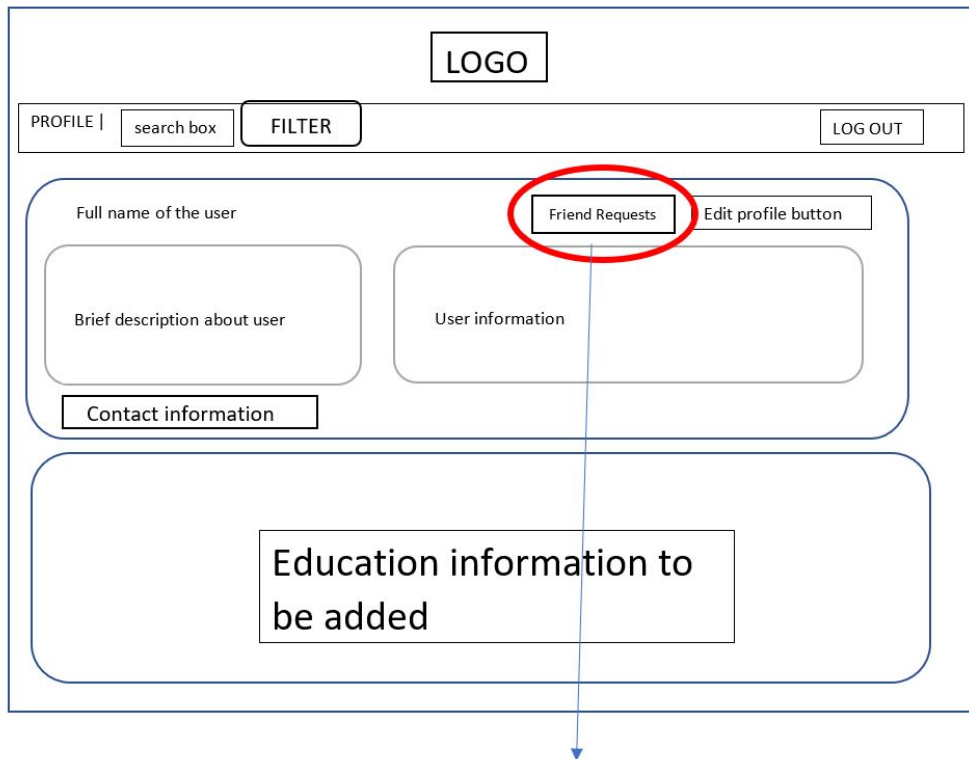 LOGO
PROFILE |
search box
FILTER
LOG OUT
Full name of the user
Friend Requests
Edit profile button
Brief description about user
User information
Contact information
Education information to
be added